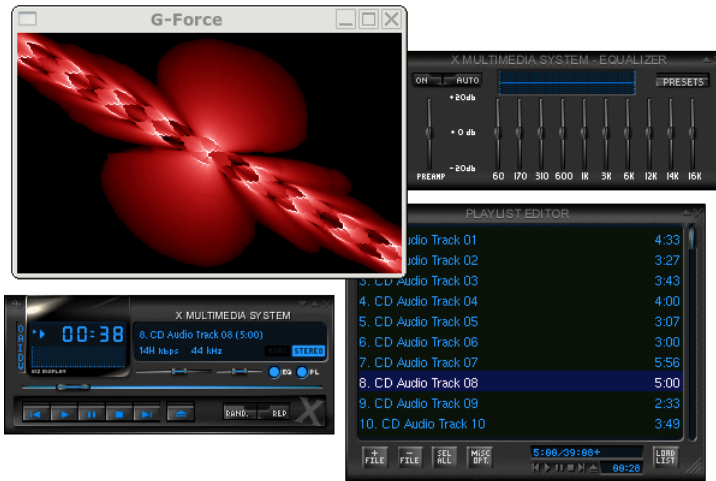 G-Force
X MULTIMEDIA SYSTEM - EQUALIZER
ON AUTO PRESETS
+20db
+0 db
-20db
PREAMP 60 170 310 600 1K 3K 6K 12K 14K 16K
PLAYLIST EDITOR
Audio Track 01 4:33
Audio Track 02 3:27
3. CD Audio Track 03 3:43
4. CD Audio Track 04 4:00
5. CD Audio Track 05 3:07
6. CD Audio Track 06 3:00
7. CD Audio Track 07 5:56
8. CD Audio Track 08 5:00
9. CD Audio Track 09 2:33
10. CD Audio Track 10 3:49
+ FILE - FILE SEL ALL MISC OPT. 5:00/39:08+ LOAD LIST
00:28
X MULTIMEDIA SYSTEM
O A I D V
00:38
8. CD Audio Track 08 (5:00)
14H kbps 44 kHz STEREO
VIZ DISPLAY EQ PL
RAND. REP X